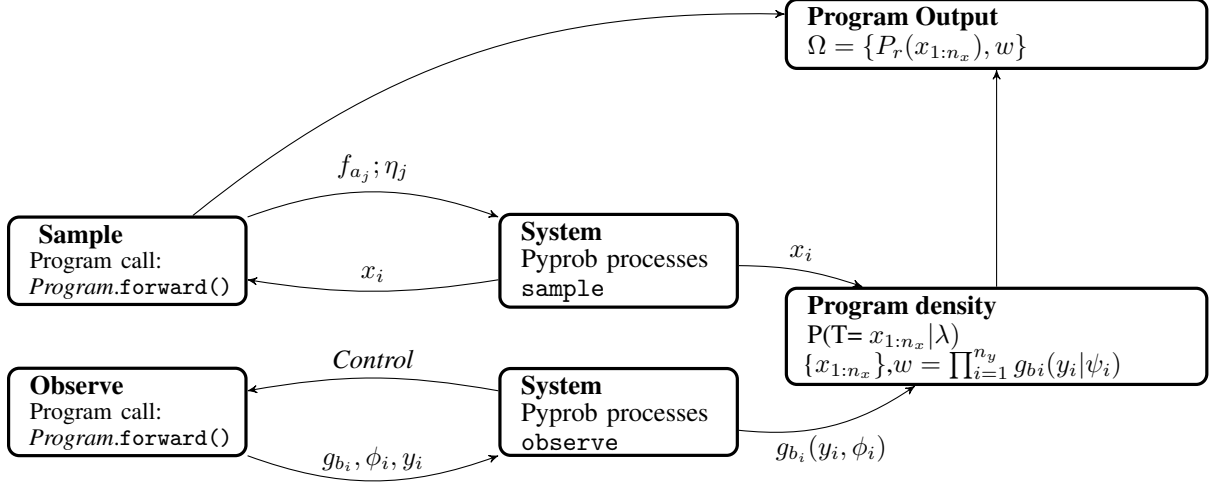 Program Output
Ω = {P_r(x_{1:n_x}), w}
f_{a_j}; η_j
Sample
Program call:
Program.forward()
x_i
System
Pyprob processes
sample
x_i
Program density
P(T= x_{1:n_x}|λ)
{x_{1:n_x}},w = ∏_{i=1}^{n_y} g_{bi}(y_i|ψ_i)
Control
Observe
Program call:
Program.forward()
System
Pyprob processes
observe
g_{b_i}, ϕ_i, y_i
g_{b_i}(y_i, ϕ_i)